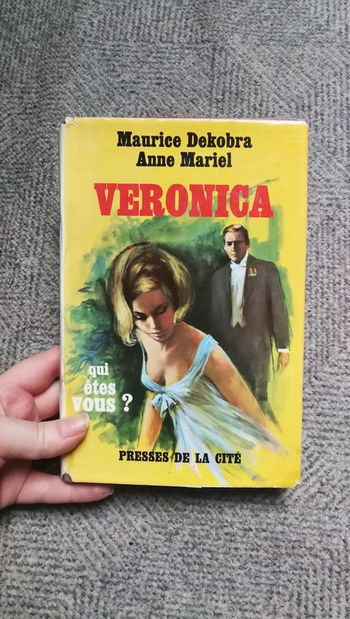 Maurice Dekobra
Anne Mariel
VERONICA
qui
êtes
vous ?
PRESSES DE LA CITÉ